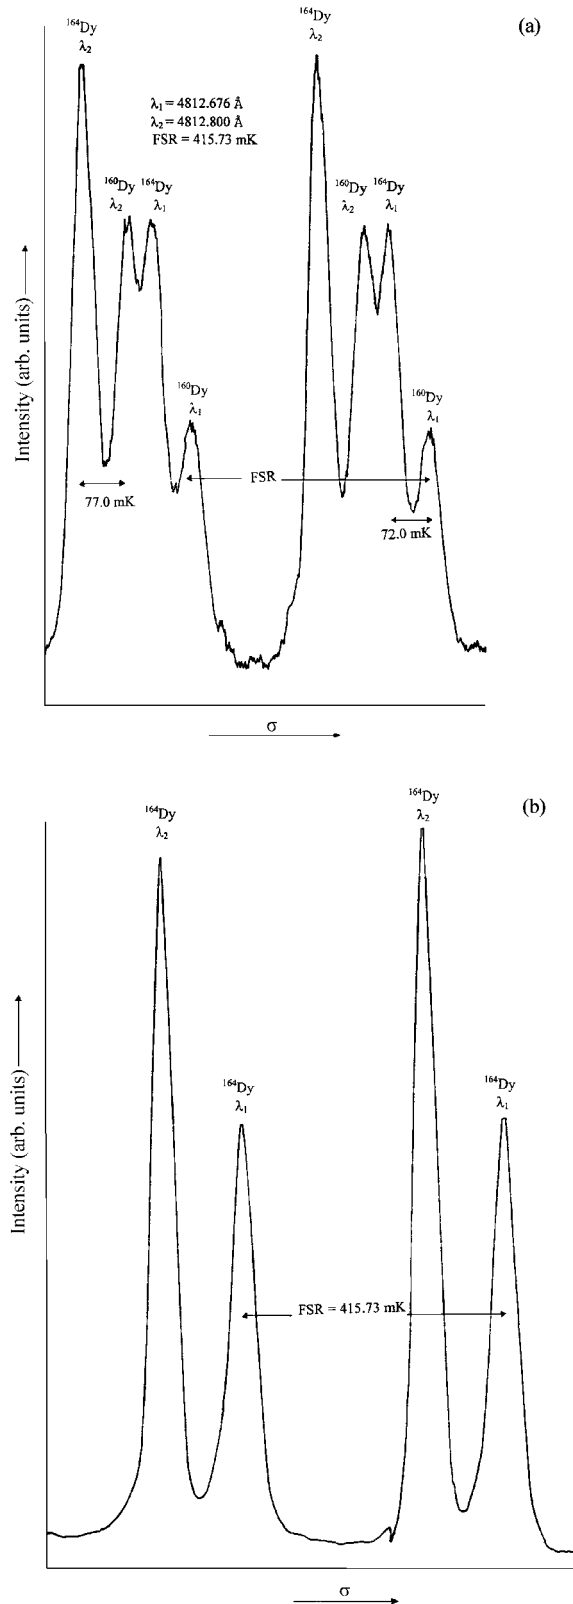 (a)
¹⁶⁴Dy
λ₂
¹⁶⁴Dy
λ₂
λ₁ = 4812.676 Å
λ₂ = 4812.800 Å
FSR = 415.73 mK
¹⁶⁰Dy
λ₂
¹⁶⁴Dy
λ₁
¹⁶⁰Dy
λ₂
¹⁶⁴Dy
λ₁
¹⁶⁰Dy
λ₁
¹⁶⁰Dy
λ₁
Intensity (arb. units)
FSR
77.0 mK
72.0 mK
σ
(b)
¹⁶⁴Dy
λ₂
¹⁶⁴Dy
λ₂
¹⁶⁴Dy
λ₁
¹⁶⁴Dy
λ₁
Intensity (arb. units)
FSR = 415.73 mK
σ